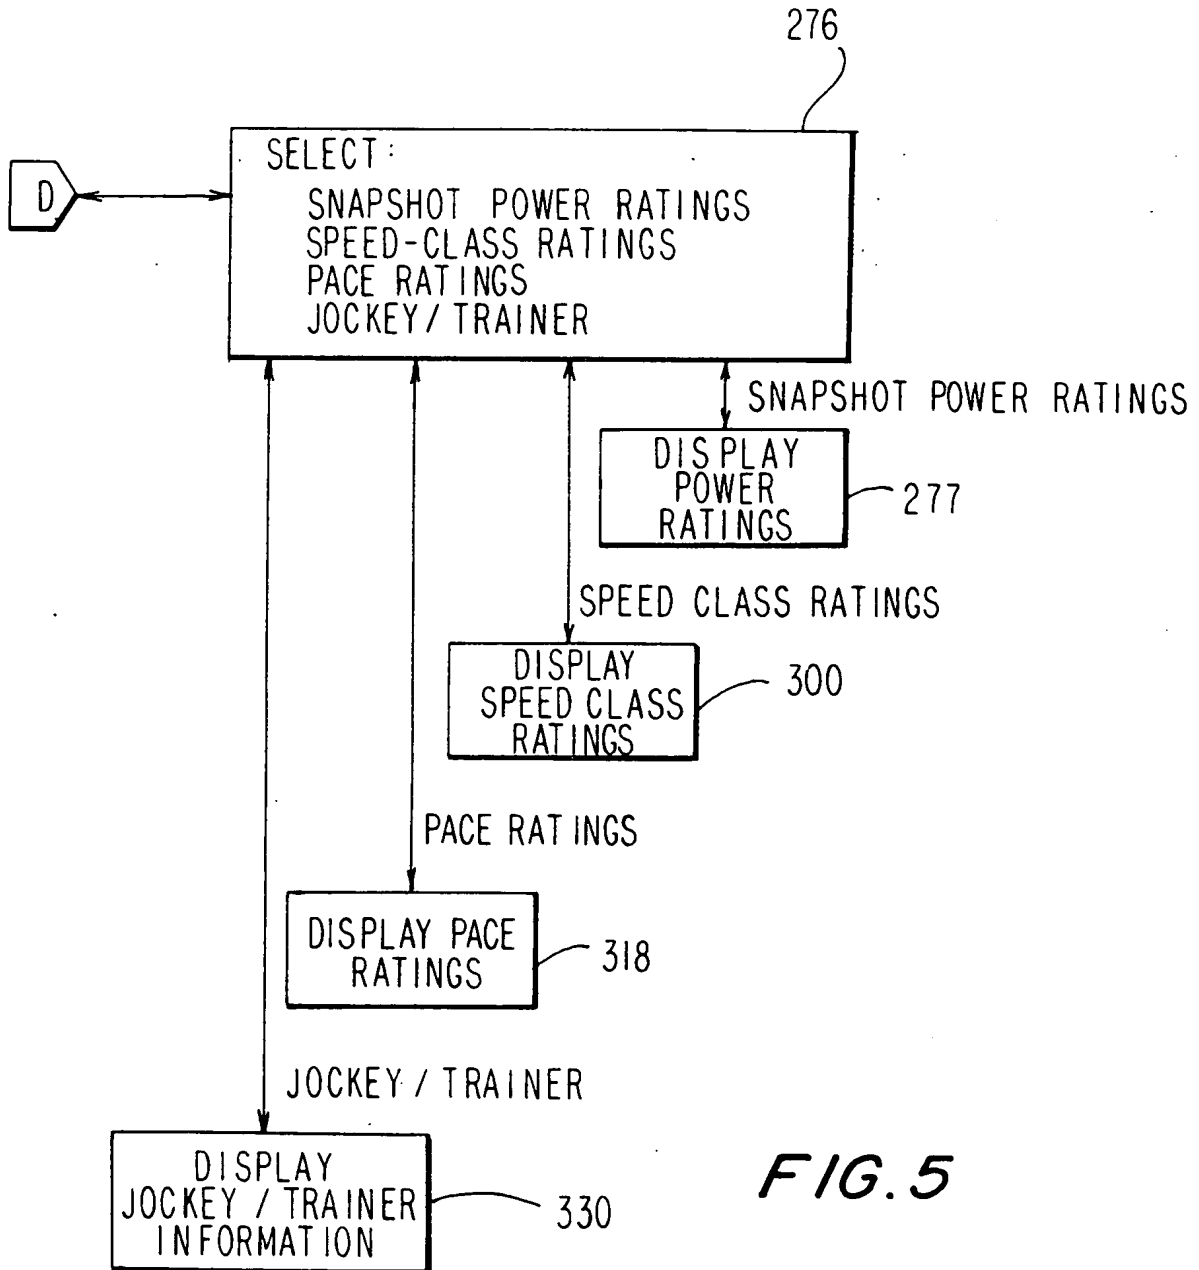 276
SELECT:
SNAPSHOT POWER RATINGS
SPEED-CLASS RATINGS
PACE RATINGS
JOCKEY/TRAINER
D
SNAPSHOT POWER RATINGS
DISPLAY
POWER
RATINGS
277
SPEED CLASS RATINGS
DISPLAY
SPEED CLASS
RATINGS
300
PACE RATINGS
DISPLAY PACE
RATINGS
318
JOCKEY/TRAINER
DISPLAY
JOCKEY/TRAINER
INFORMATION
330
FIG.5